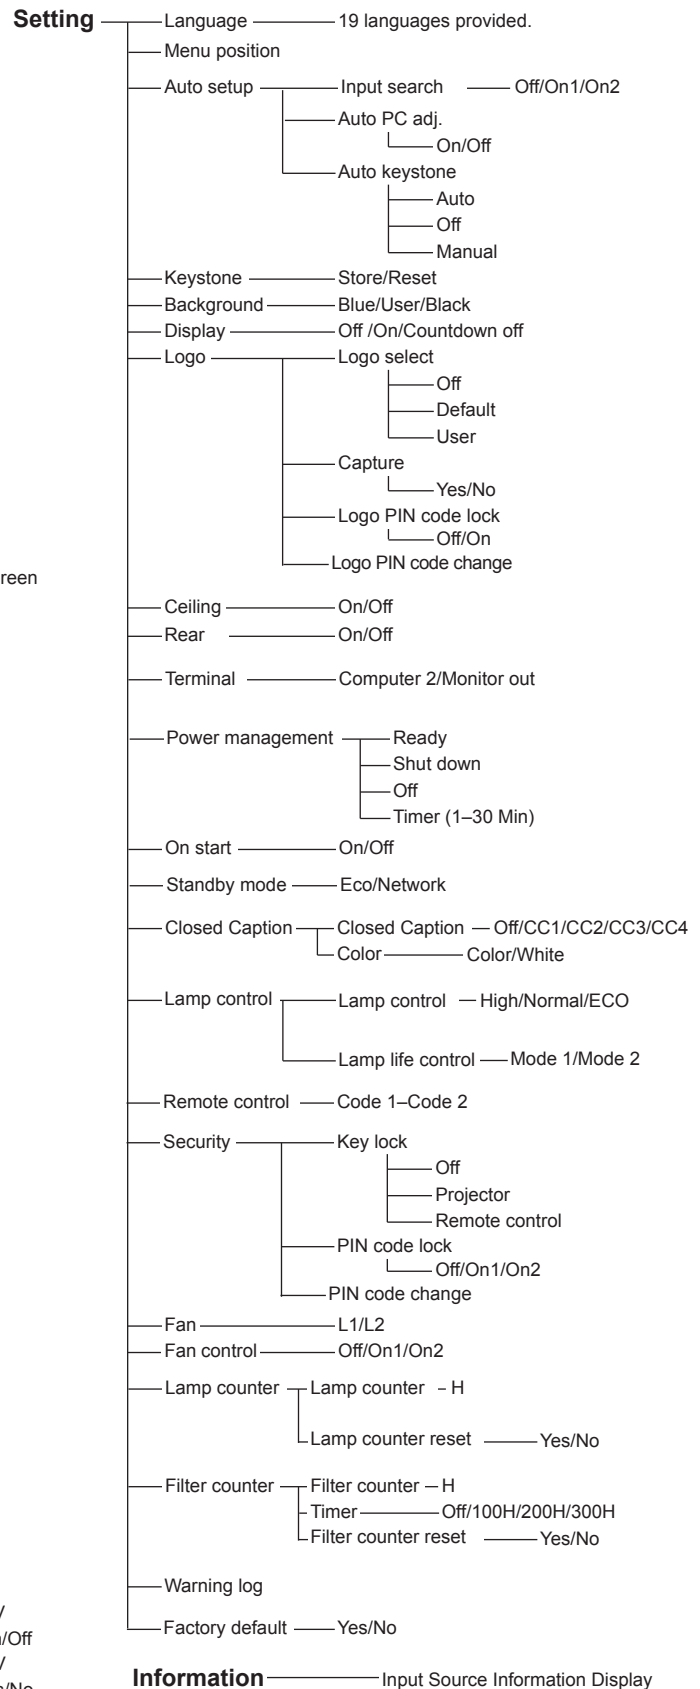 Setting Language 19 languages provided.
Menu position
Auto setup Input search Off/On1/On2
Auto PC adj.
On/Off
Auto keystone
Auto
Off
Manual
Keystone Store/Reset
Background Blue/User/Black
Display Off /On/Countdown off
Logo Logo select
Off
Default
User
Capture
Yes/No
Logo PIN code lock
Off/On
Logo PIN code change
reen
Ceiling On/Off
Rear On/Off
Terminal Computer 2/Monitor out
Power management Ready
Shut down
Off
Timer (1–30 Min)
On start On/Off
Standby mode Eco/Network
Closed Caption Closed Caption Off/CC1/CC2/CC3/CC4
Color Color/White
Lamp control Lamp control High/Normal/ECO
Lamp life control Mode 1/Mode 2
Remote control Code 1–Code 2
Security Key lock
Off
Projector
Remote control
PIN code lock
Off/On1/On2
PIN code change
Fan L1/L2
Fan control Off/On1/On2
Lamp counter Lamp counter H
Lamp counter reset Yes/No
Filter counter Filter counter H
Timer Off/100H/200H/300H
Filter counter reset Yes/No
Warning log
/
/Off
Factory default Yes/No
/
Information Input Source Information Display
/No